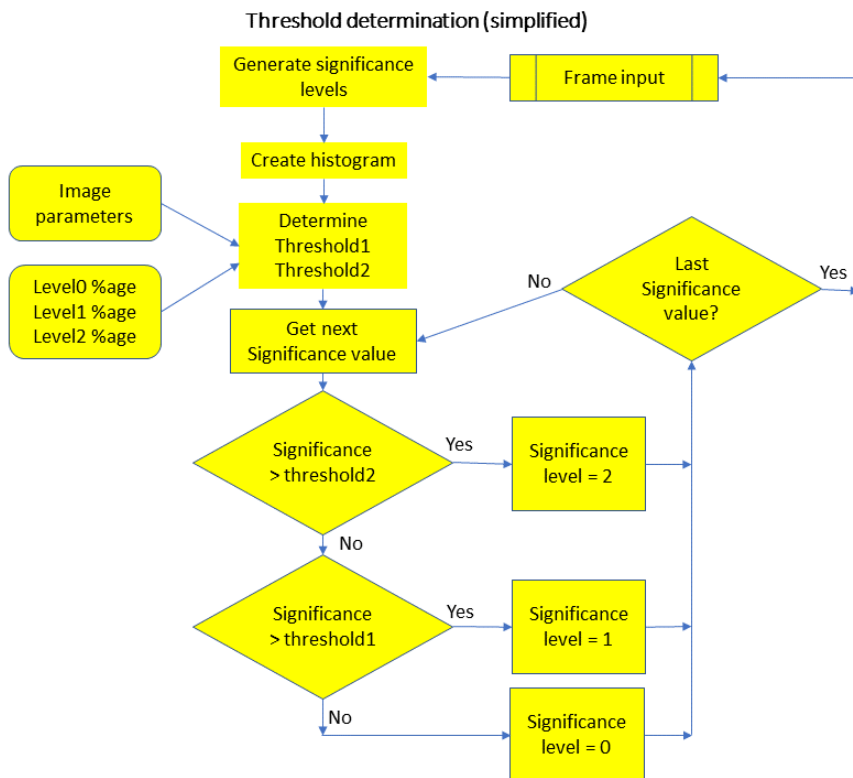 Threshold determination (simplified)
Generate significance
levels
Frame input
Create histogram
Image
parameters
Determine
Threshold1
Threshold2
Level0 %age
Level1 %age
Level2 %age
Last
Significance
value?
No
Yes
Get next
Significance value
Significance
> threshold2
Yes
Significance
level = 2
No
Significance
> threshold1
Yes
Significance
level = 1
No
Significance
level = 0